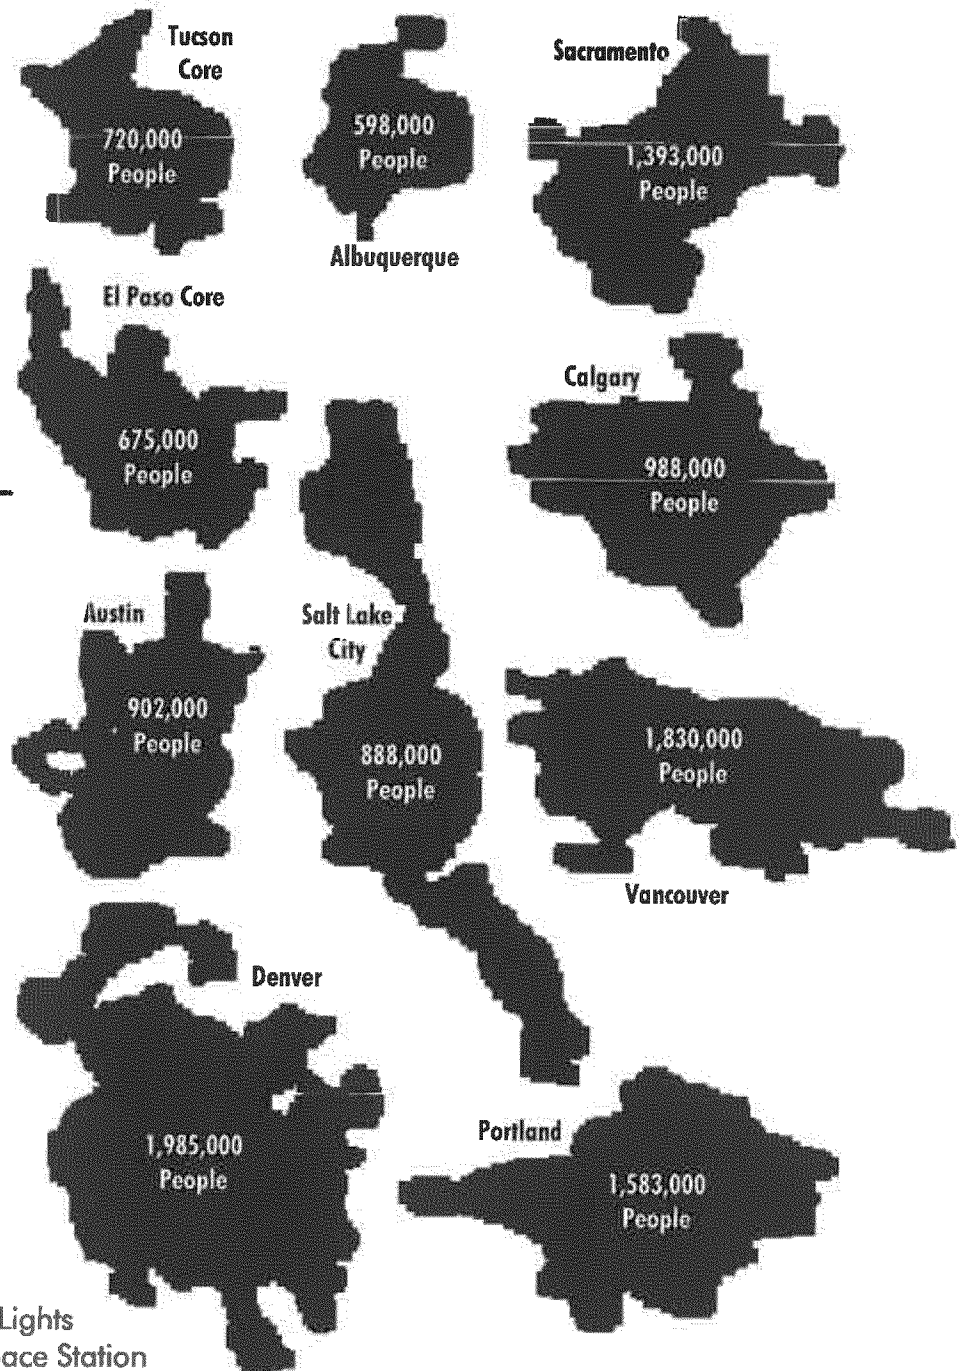 Tucson
Core
720,000
People
598,000
People
Albuquerque
Sacramento
1,393,000
People
El Paso Core
675,000
People
Calgary
988,000
People
Austin
902,000
People
Salt Lake
City
888,000
People
1,830,000
People
Vancouver
Denver
1,985,000
People
Portland
1,583,000
People
Lights
ace Station